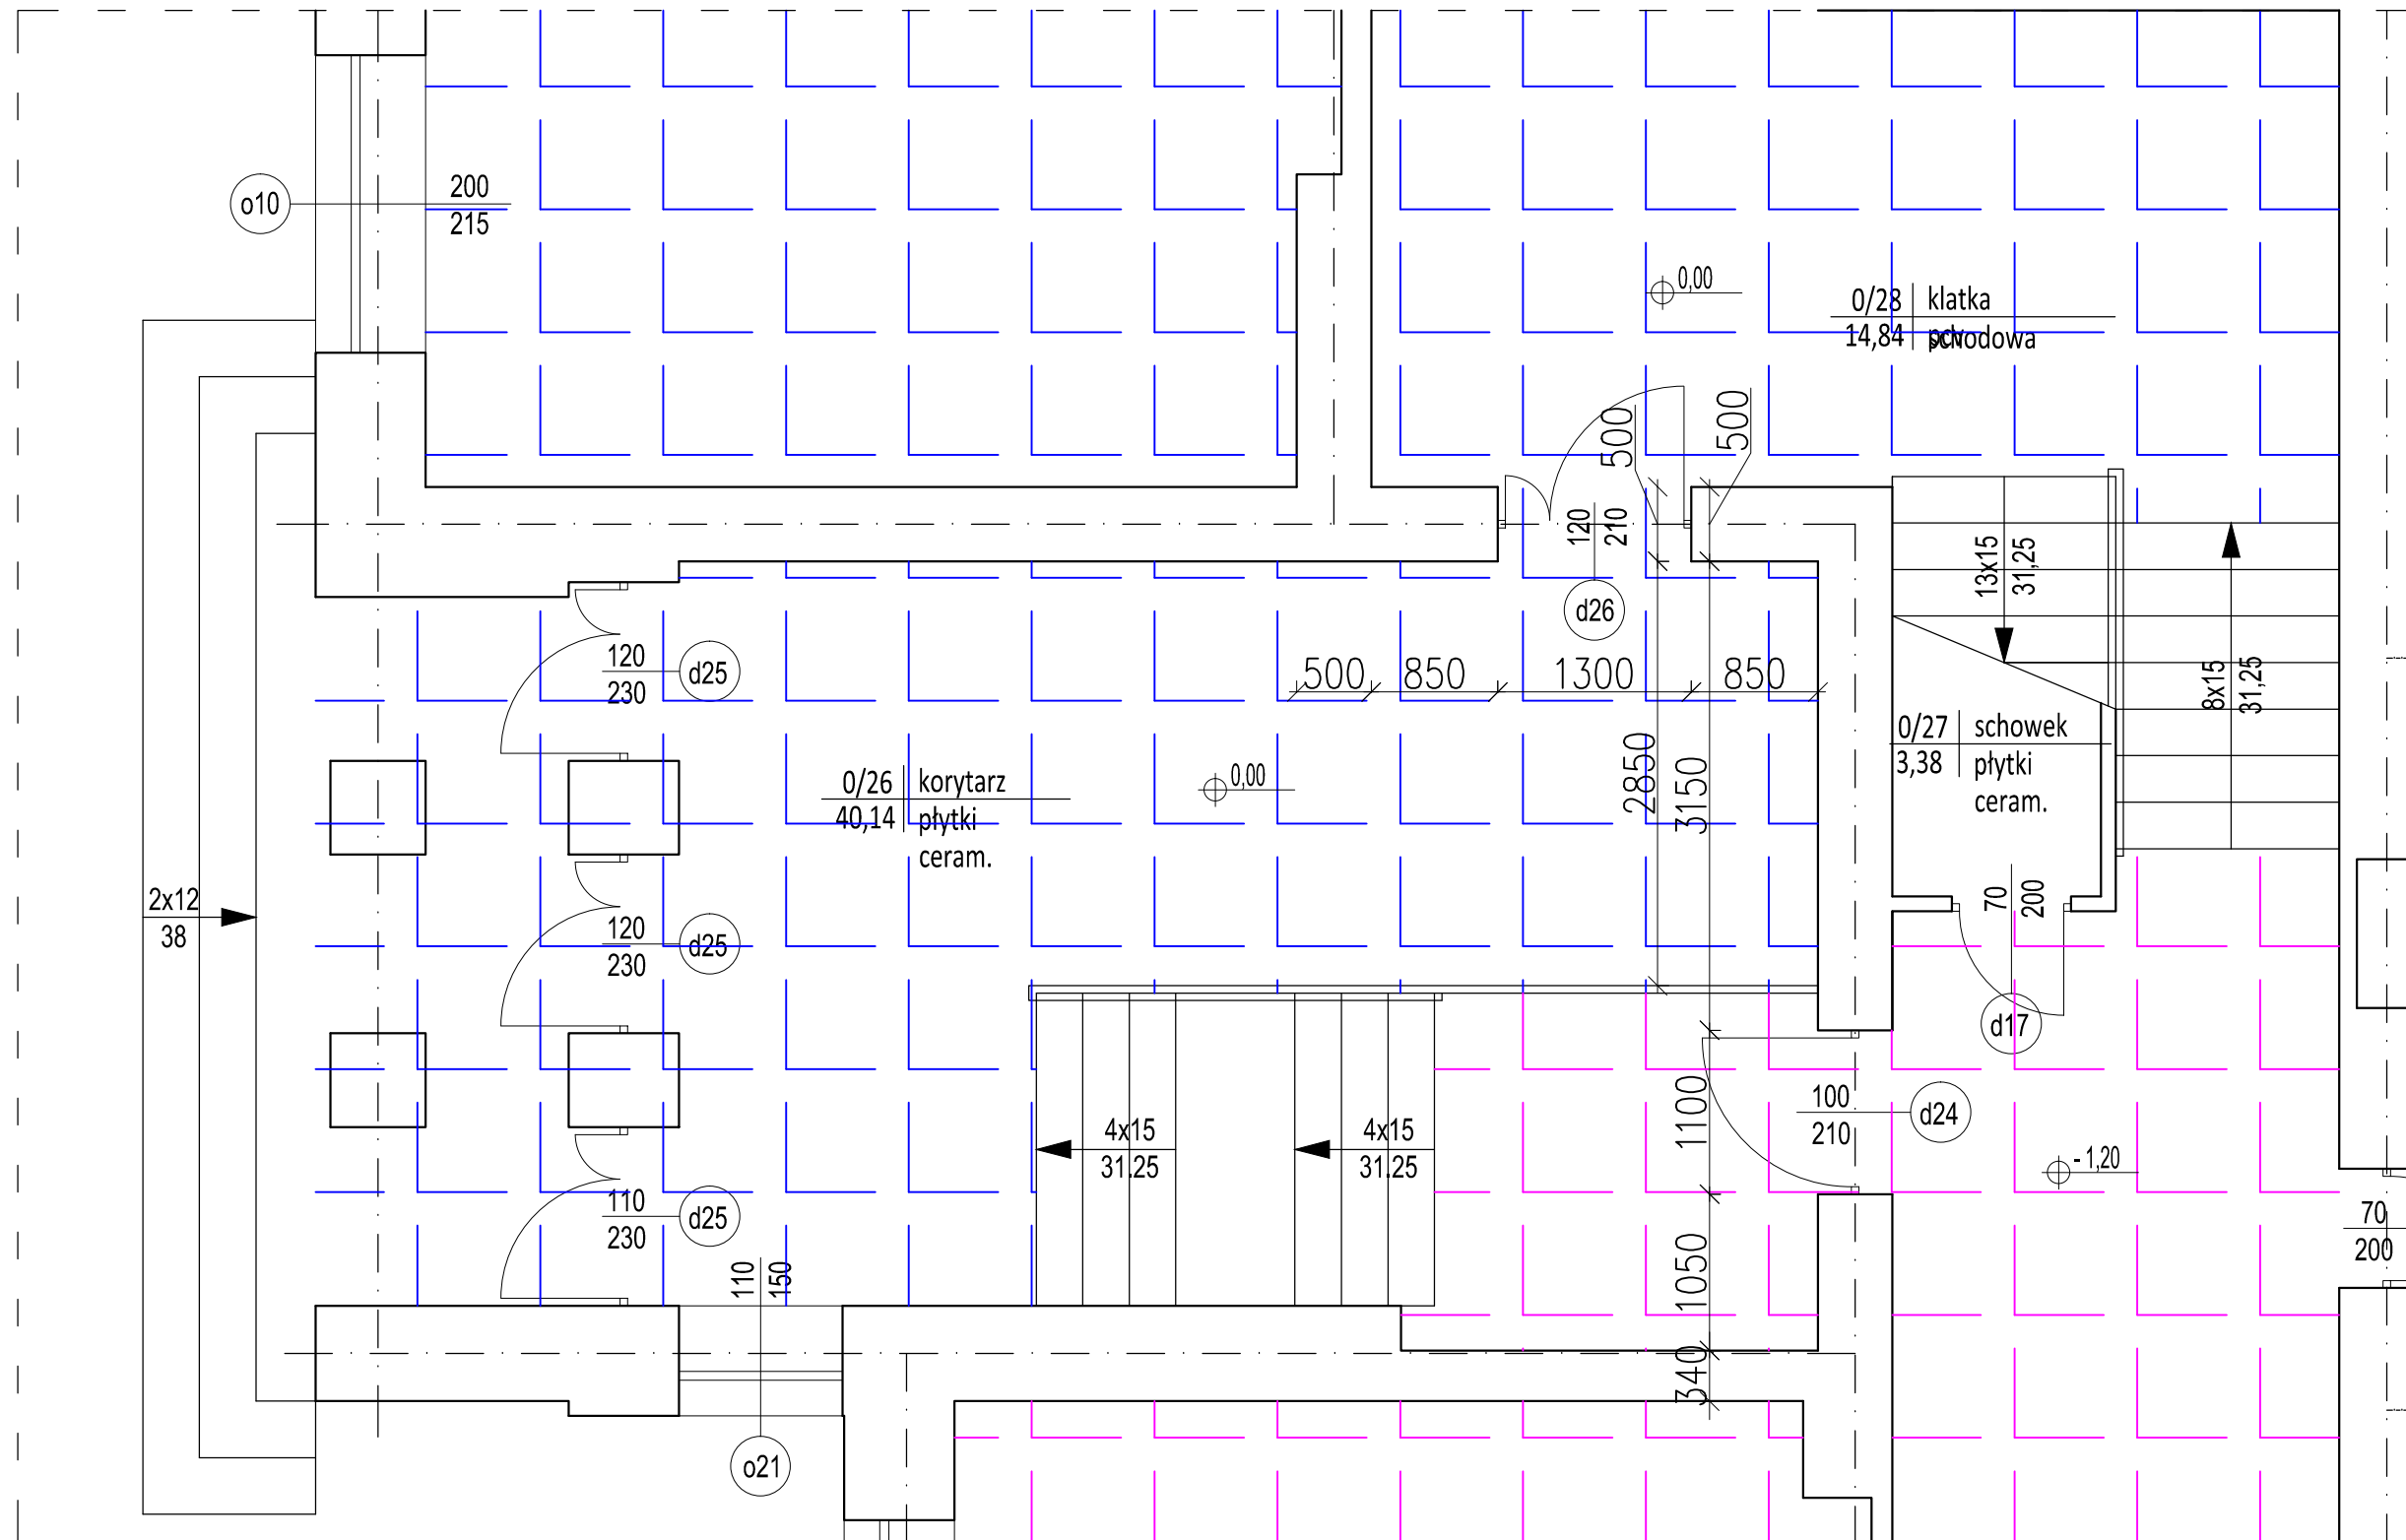 200
o10
215
0,00
0/28 klatka
14,84 schodowa
pcv
500
500
120
210
d26
13x15
31,25
8x15
31,25
120
d25
230
500 850 1300 850
2850
3150
0/27 schowek
3,38 płytki
ceram.
0/26 korytarz
40,14 płytki
ceram.
0,00
70
200
d17
2x12
38
120
d25
230
4x15
31.25
4x15
31.25
1100
100
d24
210
- 1,20
110
d25
230
70
200
110
150
1050
340
o21